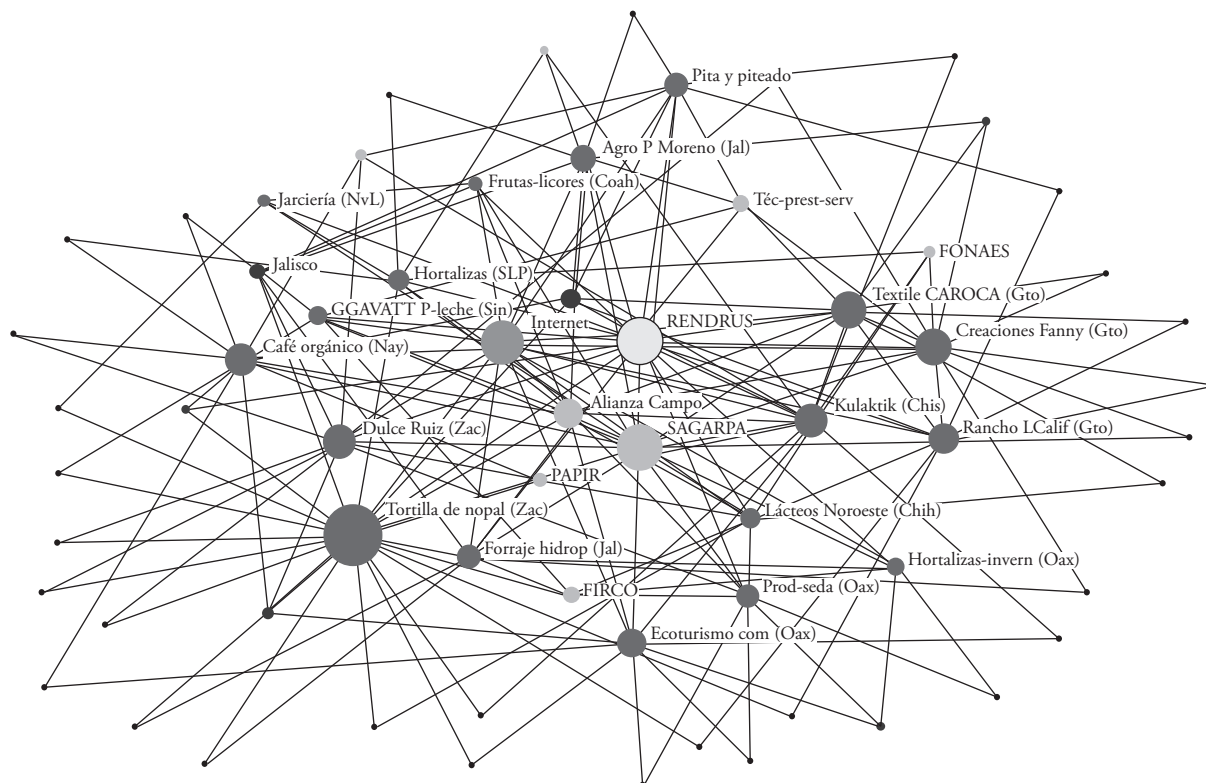 Pita y piteado
Agro P Moreno (Jal)
Frutas-licores (Coah)
Jarciería (NvL)
Téc-prest-serv
FONAES
Jalisco
Hortalizas (SLP)
Textile CAROCA (Gto)
GGAVATT P-leche (Sin)
Internet
RENDRUS
Creaciones Fanny (Gto)
Café orgánico (Nay)
Alianza Campo
Kulaktik (Chis)
Dulce Ruiz (Zac)
SAGARPA
Rancho LCalif (Gto)
PAPIR
Tortilla de nopal (Zac)
Lácteos Noroeste (Chih)
Forraje hidrop (Jal)
Hortalizas-invern (Oax)
FIRCO
Prod-seda (Oax)
Ecoturismo com (Oax)